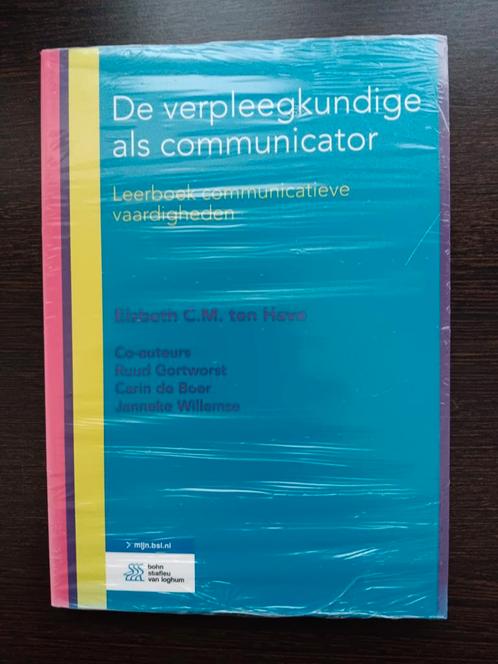 De verpleegkundige
als communicator
Leerboek communicatieve
vaardigheden
Elsbeth C.M. ten Have
Co-auteurs
Ruud Gortworst
Carin de Boer
Janneke Willemse
> mijn.bsl.nl
bohn
stafleu
van loghum